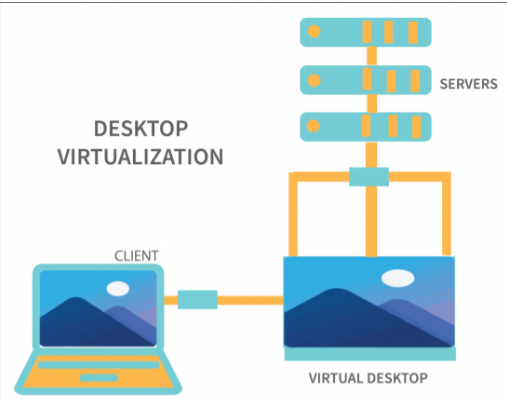 SERVERS
DESKTOP
VIRTUALIZATION
CLIENT
VIRTUAL DESKTOP